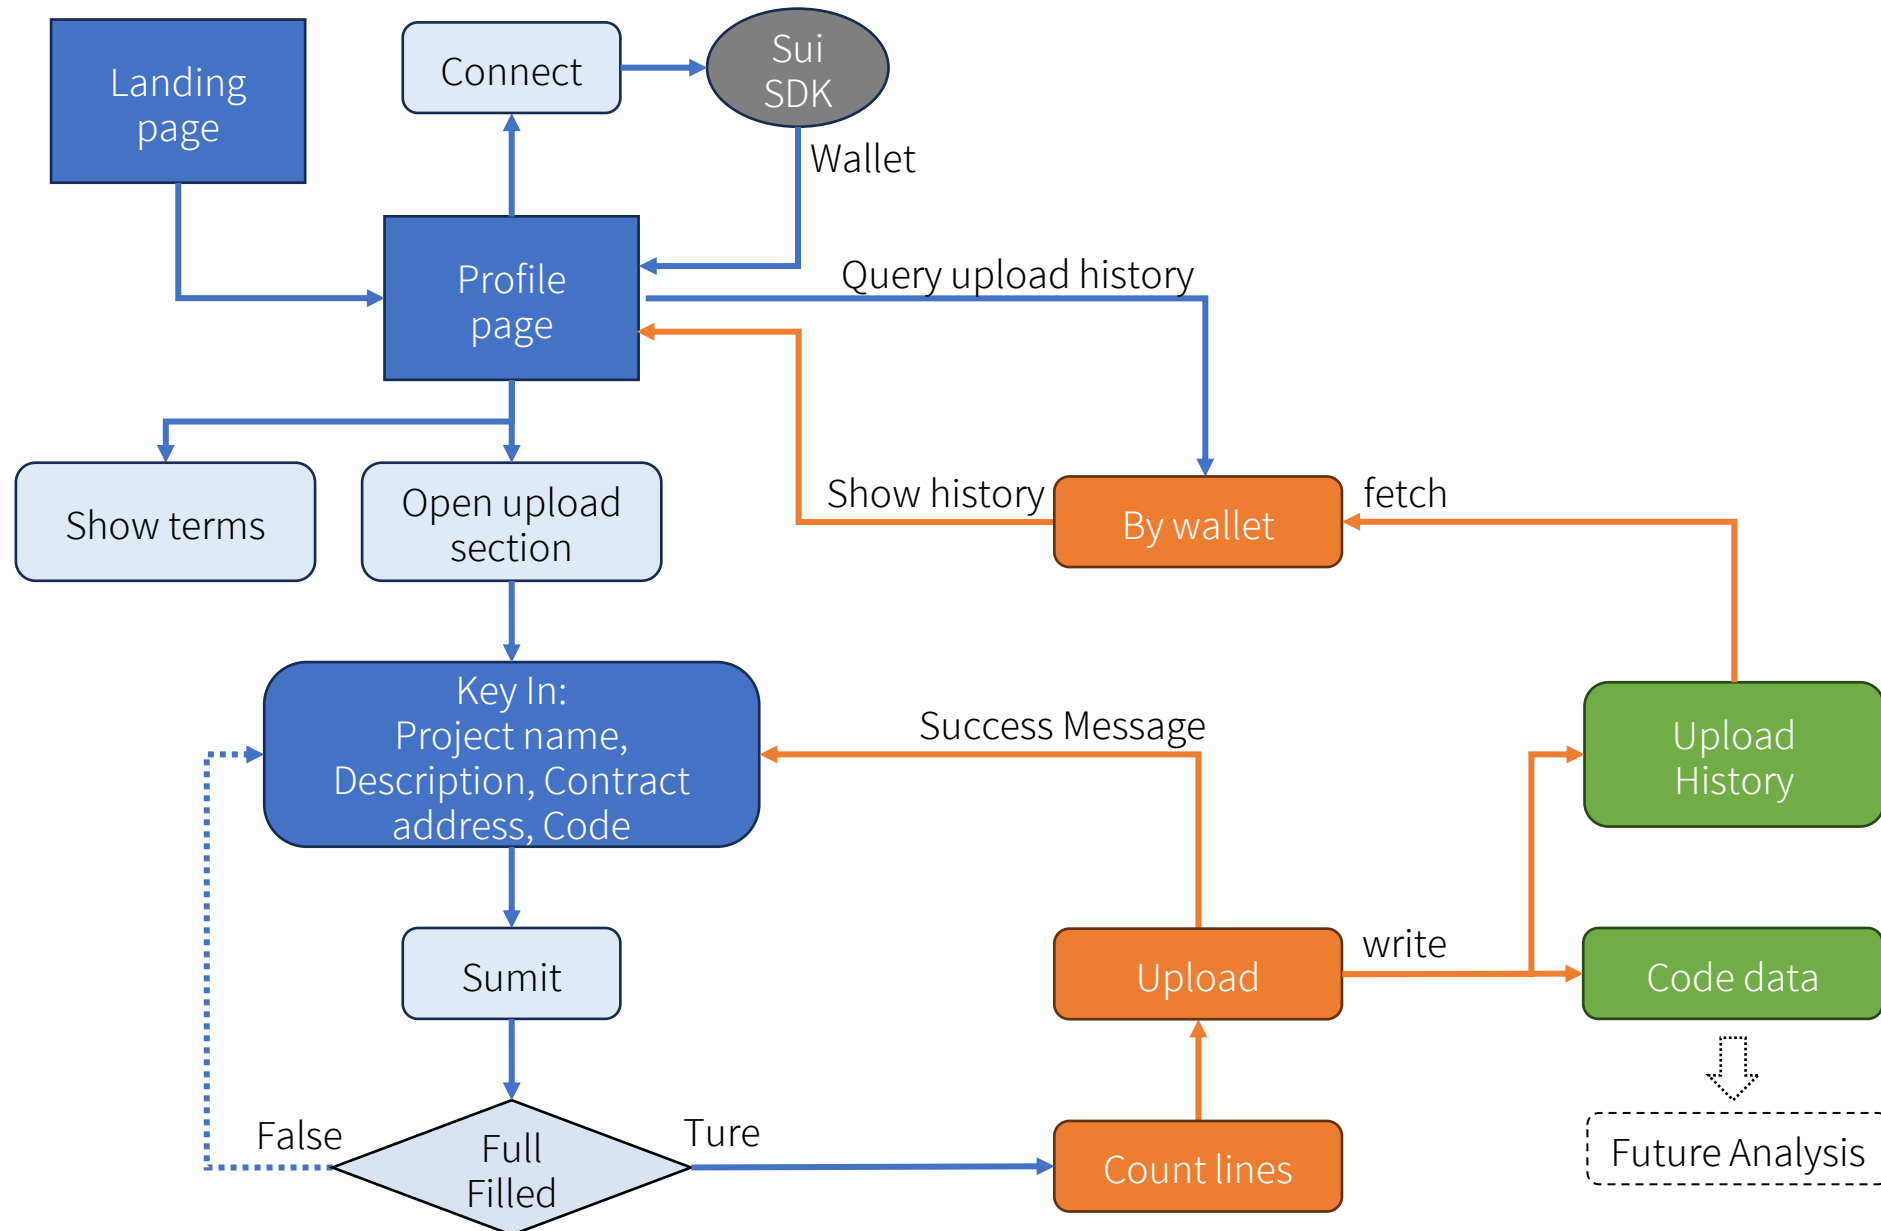 Landing
page
Connect
Sui
SDK
Wallet
Profile
page
Query upload history
Show terms
Open upload
section
Show history
By wallet
fetch
Key In:
Project name,
Description, Contract
address, Code
Success Message
Upload
History
Sumit
Upload
write
Code data
False
Full
Filled
Ture
Count lines
Future Analysis